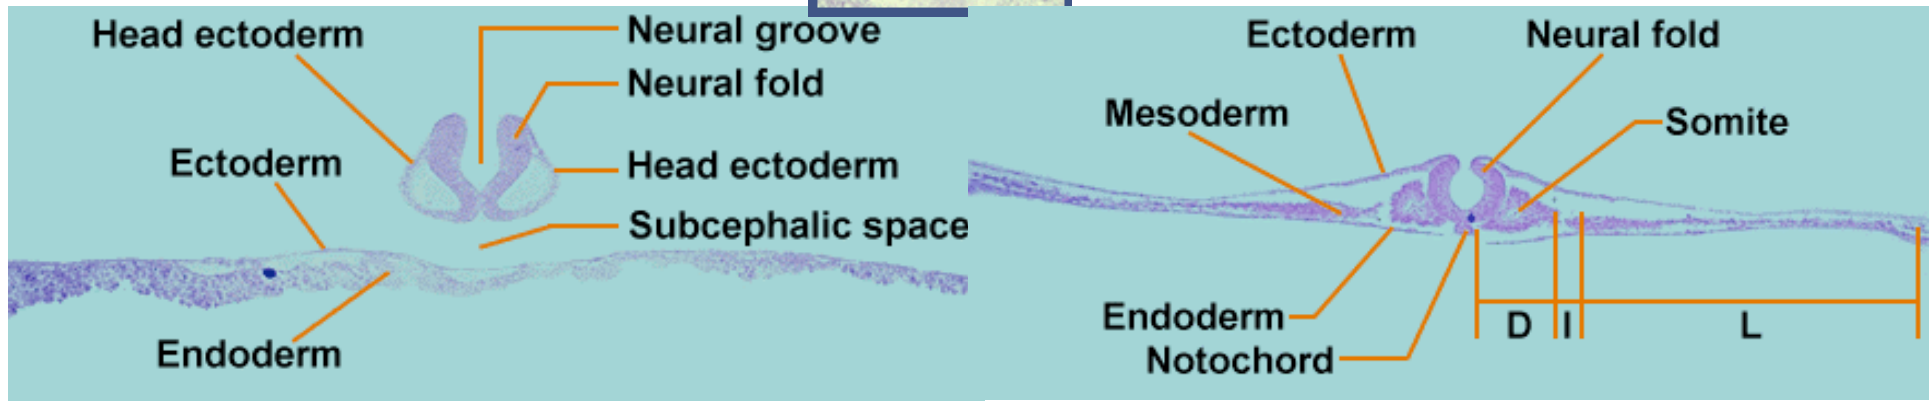 Head ectoderm
Neural groove
Neural fold
Ectoderm
Head ectoderm
Subcephalic space
Endoderm
Ectoderm
Neural fold
Mesoderm
Somite
Endoderm
Notochord
D I L